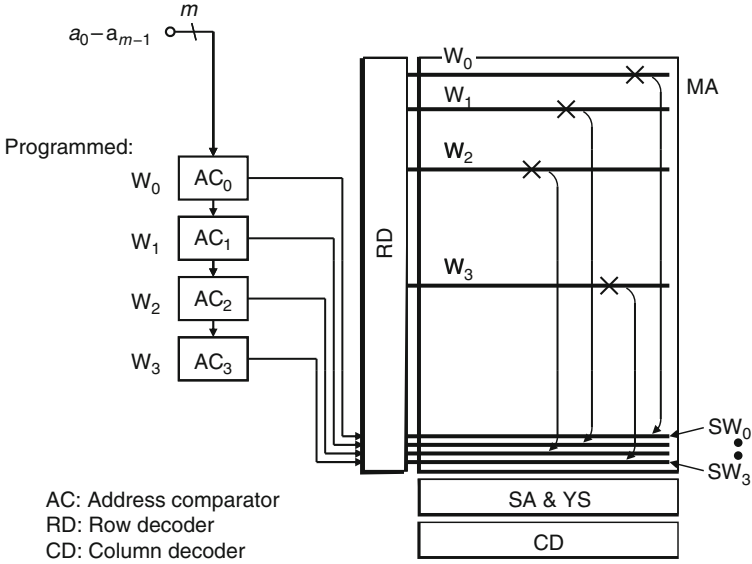 m
a0–am−1
Programmed:
W0 AC0
W1 AC1
W2 AC2
W3 AC3
RD
W0
W1
W2
W3
MA
SW0
SW3
SA & YS
CD
AC: Address comparator
RD: Row decoder
CD: Column decoder